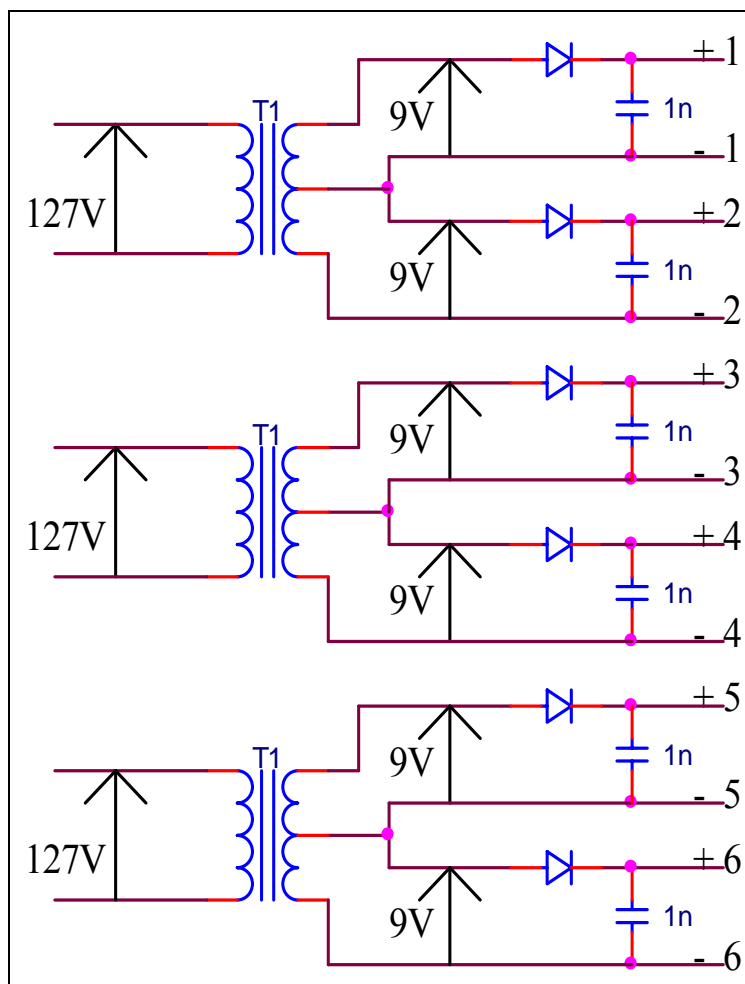 + 1
T1
9V
1n
- 1
127V
+ 2
9V
1n
- 2
+ 3
T1
9V
1n
- 3
127V
+ 4
9V
1n
- 4
+ 5
T1
9V
1n
- 5
127V
+ 6
9V
1n
- 6